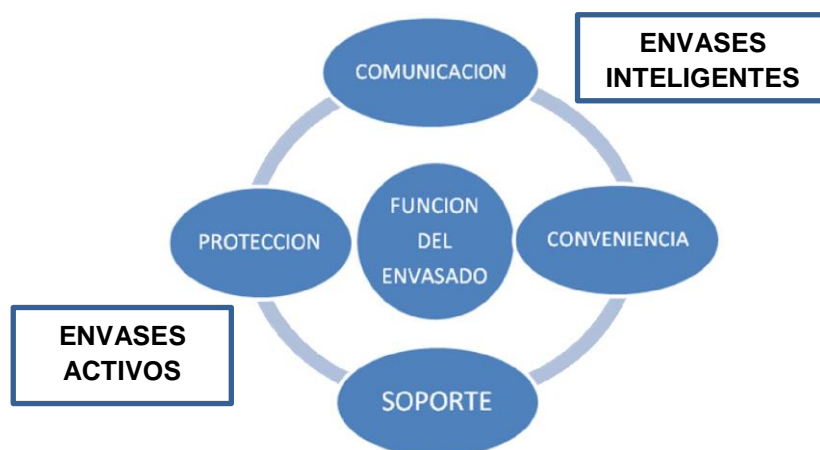 ENVASES
INTELIGENTES
COMUNICACION
PROTECCION
FUNCION
DEL
ENVASADO
CONVENIENCIA
ENVASES
ACTIVOS
SOPORTE